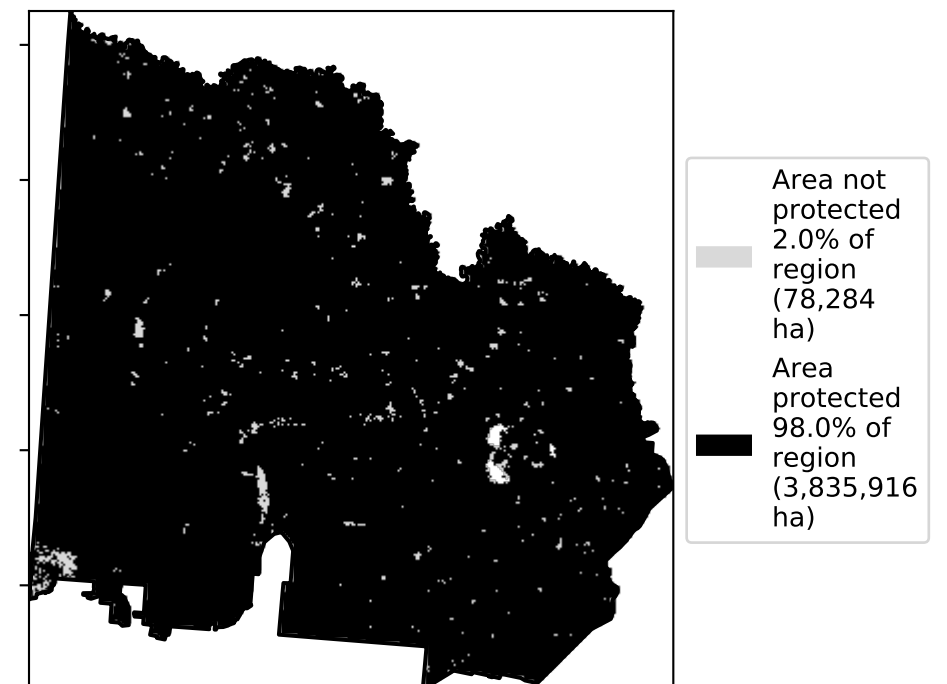 Area not
protected
2.0% of
region
(78,284
ha)
Area
protected
98.0% of
region
(3,835,916
ha)